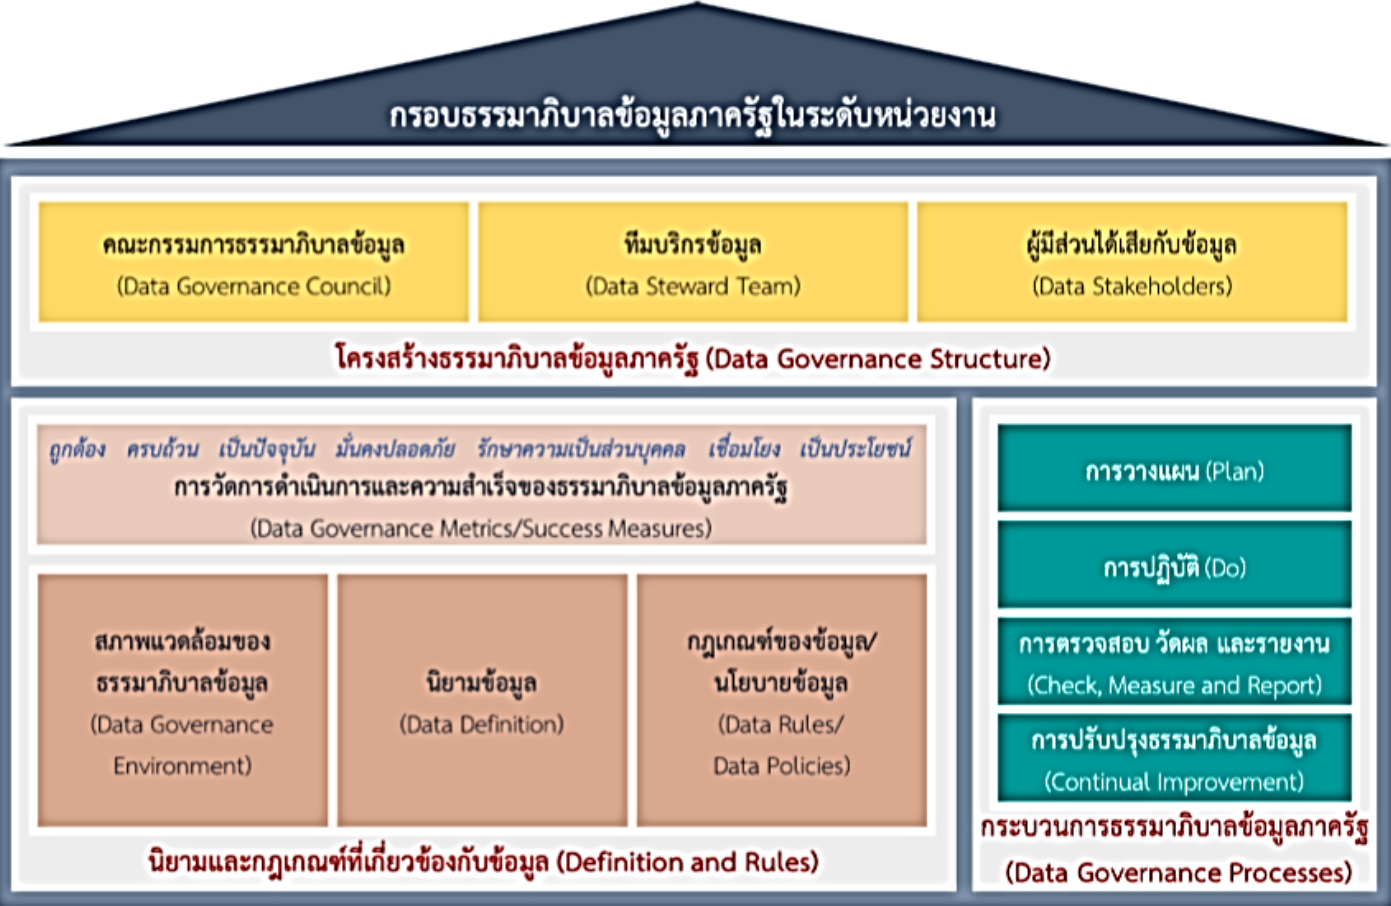 กรอบธรรมาภิบาลข้อมูลภาครัฐในระดับหน่วยงาน
คณะกรรมการธรรมาภิบาลข้อมูล
(Data Governance Council)
ทีมบริกรข้อมูล
(Data Steward Team)
ผู้มีส่วนได้เสียกับข้อมูล
(Data Stakeholders)
โครงสร้างธรรมาภิบาลข้อมูลภาครัฐ (Data Governance Structure)
ถูกต้อง ครบถ้วน เป็นปัจจุบัน มั่นคงปลอดภัย รักษาความเป็นส่วนบุคคล เชื่อมโยง เป็นประโยชน์
การวัดการดำเนินการและความสำเร็จของธรรมาภิบาลข้อมูลภาครัฐ
(Data Governance Metrics/Success Measures)
สภาพแวดล้อมของ
ธรรมาภิบาลข้อมูล
(Data Governance
Environment)
นิยามข้อมูล
(Data Definition)
กฎเกณฑ์ของข้อมูล/
นโยบายข้อมูล
(Data Rules/
Data Policies)
นิยามและกฎเกณฑ์ที่เกี่ยวข้องกับข้อมูล (Definition and Rules)
การวางแผน (Plan)
การปฏิบัติ (Do)
การตรวจสอบ วัดผล และรายงาน
(Check, Measure and Report)
การปรับปรุงธรรมาภิบาลข้อมูล
(Continual Improvement)
กระบวนการธรรมาภิบาลข้อมูลภาครัฐ
(Data Governance Processes)